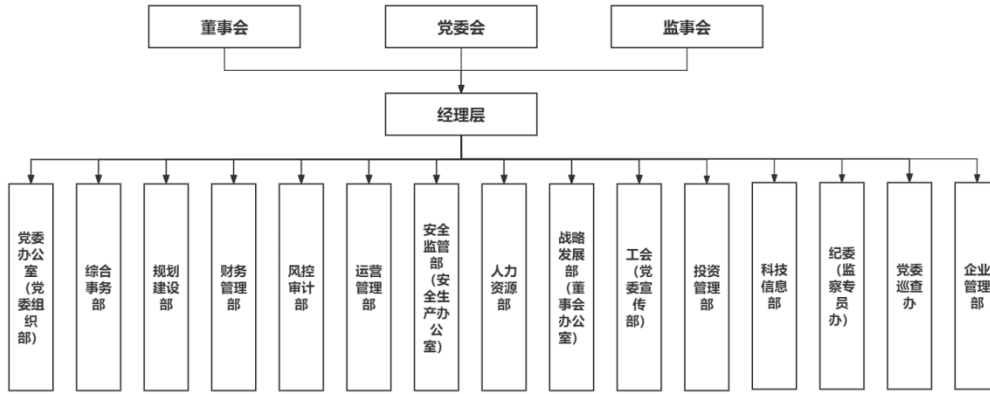 董事会
党委会
监事会
经理层
党委
办公
室（党
委组
织
部）
综合
事务
部
规划
建设
部
财务
管理
部
风控
审计
部
运营
管理
部
安全
监管
部
（安
全生
产办
公
室）
人力
资源
部
战略
发展
部
（董
事会
办公
室）
工会
（党
委宣
传
部）
投资
管理
部
科技
信息
部
纪委
（监
察专
员
办）
党委
巡查
办
企业
管理
部